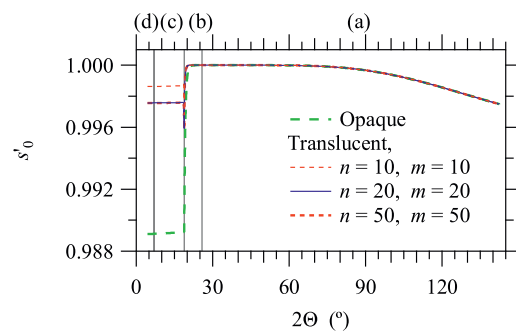 (d)(c) (b) (a)
1.000
0.996
0.992
0.988
s'0
Opaque
Translucent,
n = 10, m = 10
n = 20, m = 20
n = 50, m = 50
0 30 60 90 120
2Θ (º)